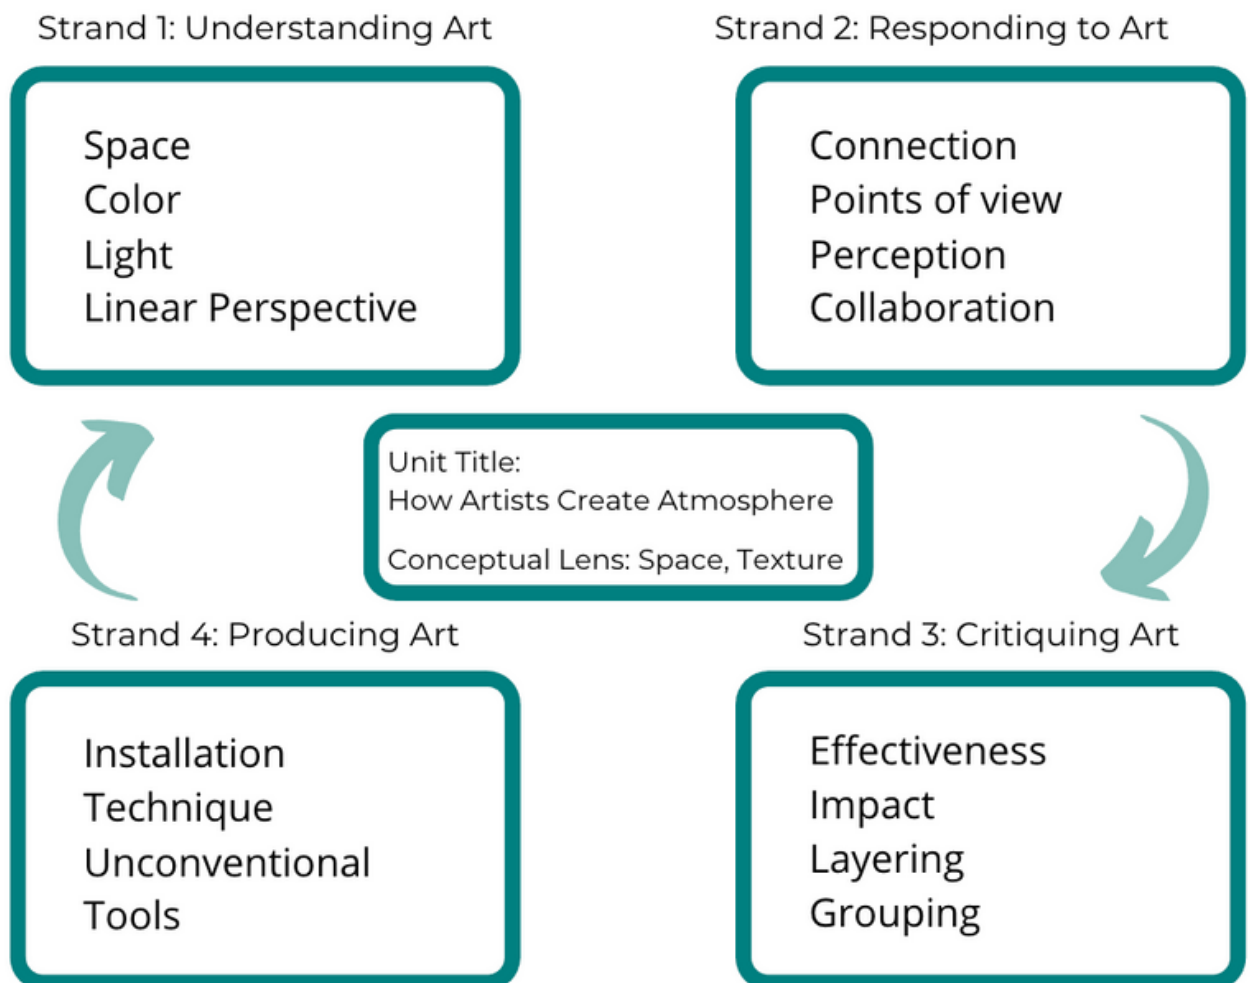 Strand 1: Understanding Art
Space
Color
Light
Linear Perspective
Strand 2: Responding to Art
Connection
Points of view
Perception
Collaboration
Unit Title:
How Artists Create Atmosphere
Conceptual Lens: Space, Texture
Strand 4: Producing Art
Installation
Technique
Unconventional
Tools
Strand 3: Critiquing Art
Effectiveness
Impact
Layering
Grouping